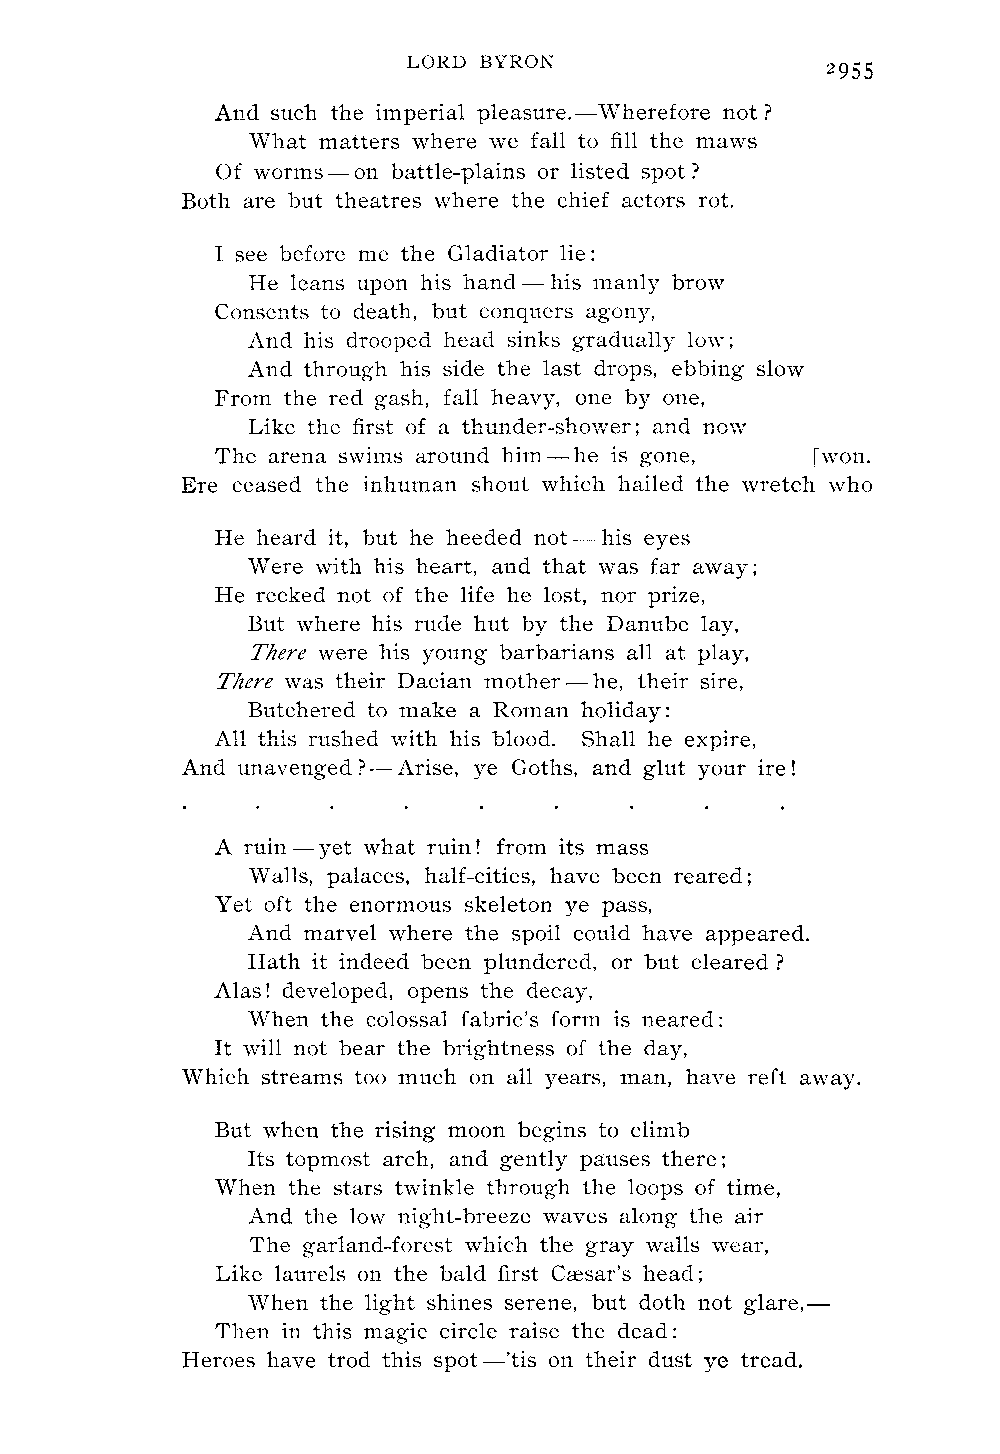 LORD BYRON
2955
And such the imperial pleasure.—Wherefore not?
What matters where we fall to fill the maws
Of worms—on battle-plains or listed spot?
Both are but theatres where the chief actors rot.
I see before me the Gladiator lie:
He leans upon his hand—his manly brow
Consents to death, but conquers agony,
And his drooped head sinks gradually low;
And through his side the last drops, ebbing slow
From the red gash, fall heavy, one by one,
Like the first of a thunder-shower; and now
The arena swims around him—he is gone, [won.
Ere ceased the inhuman shout which hailed the wretch who
He heard it, but he heeded not—his eyes
Were with his heart, and that was far away;
He recked not of the life he lost, nor prize,
But where his rude hut by the Danube lay,
There were his young barbarians all at play,
There was their Dacian mother—he, their sire,
Butchered to make a Roman holiday:
All this rushed with his blood. Shall he expire,
And unavenged?—Arise, ye Goths, and glut your ire!
. . . . . . . . .
A ruin—yet what ruin! from its mass
Walls, palaces, half-cities, have been reared;
Yet oft the enormous skeleton ye pass,
And marvel where the spoil could have appeared.
Hath it indeed been plundered, or but cleared?
Alas! developed, opens the decay,
When the colossal fabric's form is neared:
It will not bear the brightness of the day,
Which streams too much on all years, man, have reft away.
But when the rising moon begins to climb
Its topmost arch, and gently pauses there;
When the stars twinkle through the loops of time,
And the low night-breeze waves along the air
The garland-forest which the gray walls wear,
Like laurels on the bald first Cæsar's head;
When the light shines serene, but doth not glare,—
Then in this magic circle raise the dead:
Heroes have trod this spot—'tis on their dust ye tread.